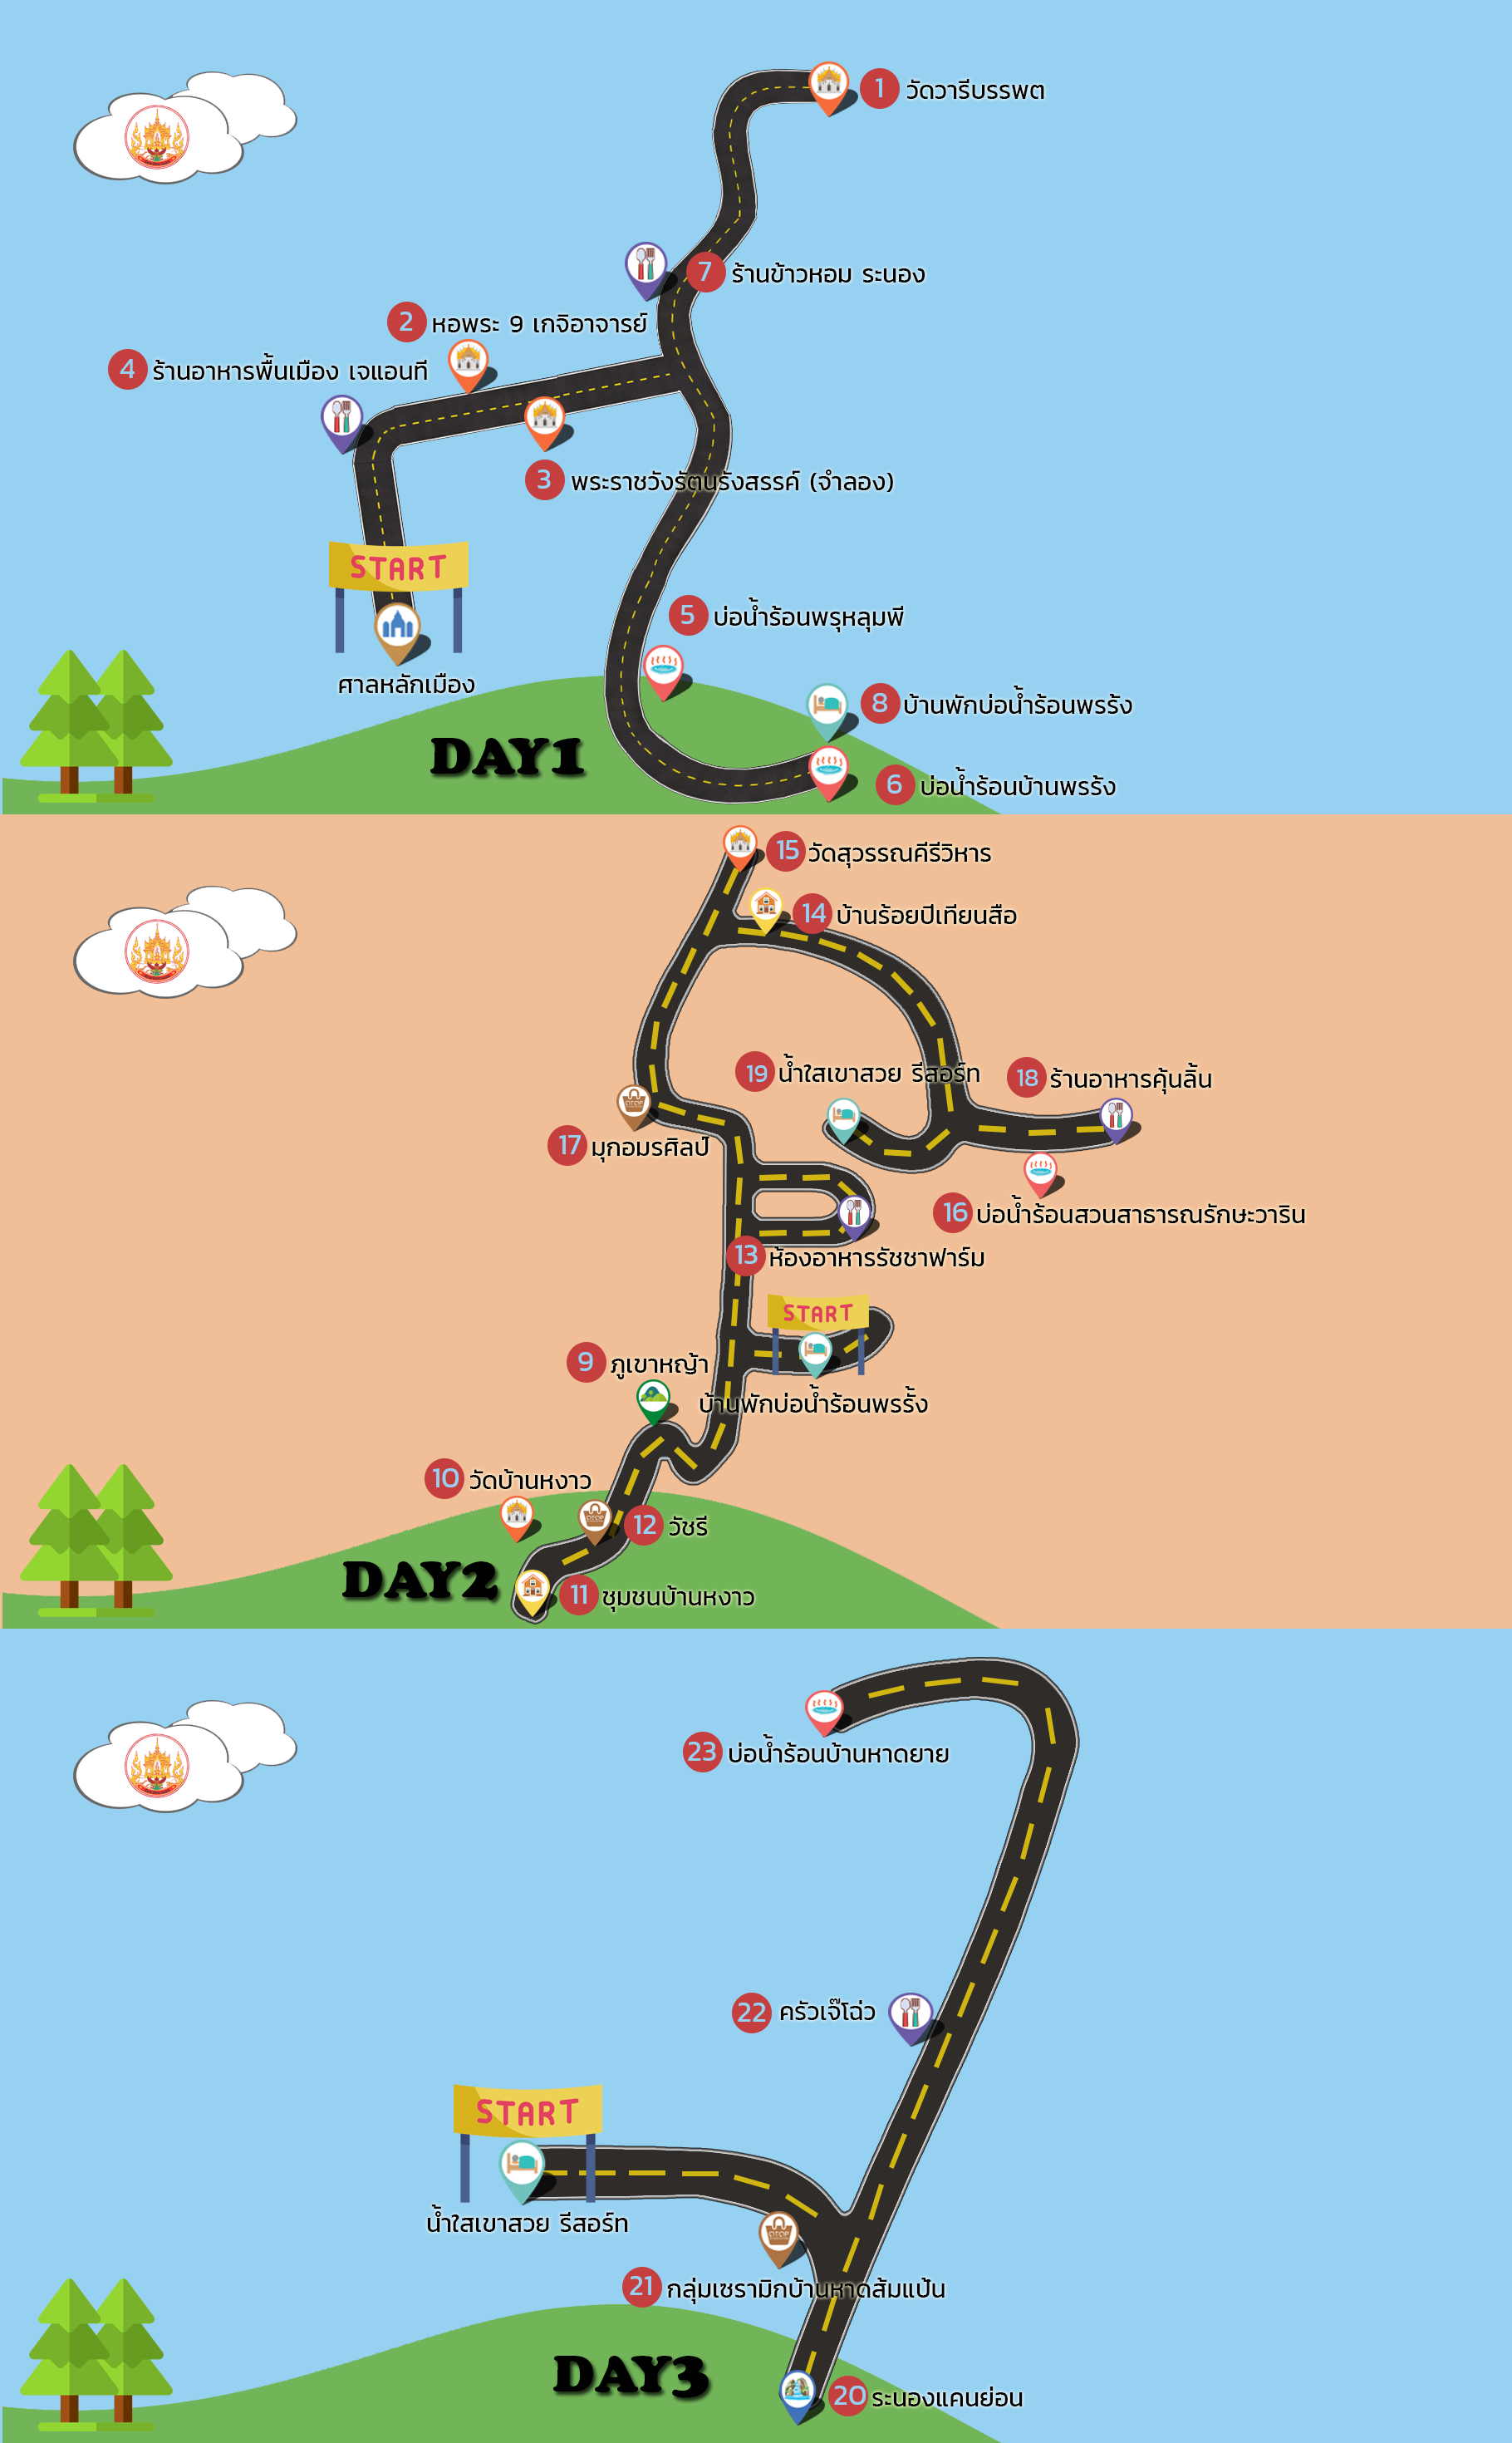 1 วัดวารีบรรพต
7 ร้านข้าวหอม ระนอง
2 หอพระ 9 เกจิอาจารย์
4 ร้านอาหารพื้นเมือง เจแอนที
3 พระราชวังรัตนรังสรรค์ (จำลอง)
START
ศาลหลักเมือง
5 บ่อน้ำร้อนพรุหลุมพี
8 บ้านพักบ่อน้ำร้อนพรรั้ง
DAY1
6 บ่อน้ำร้อนบ้านพรรั้ง
15 วัดสุวรรณคีรีวิหาร
14 บ้านร้อยปีเทียนสือ
19 น้ำใสเขาสวย รีสอร์ท
18 ร้านอาหารคุ้นลิ้น
17 มุกอมรศิลป์
16 บ่อน้ำร้อนสวนสาธารณรักษะวาริน
13 ห้องอาหารรัชชาฟาร์ม
START
9 ภูเขาหญ้า
บ้านพักบ่อน้ำร้อนพรรั้ง
10 วัดบ้านหงาว
12 วัชรี
DAY2
11 ชุมชนบ้านหงาว
23 บ่อน้ำร้อนบ้านหาดยาย
22 ครัวเจ๊โฉ่ว
START
น้ำใสเขาสวย รีสอร์ท
21 กลุ่มเซรามิกบ้านหาดส้มแป้น
DAY3
20 ระนองแคนย่อน